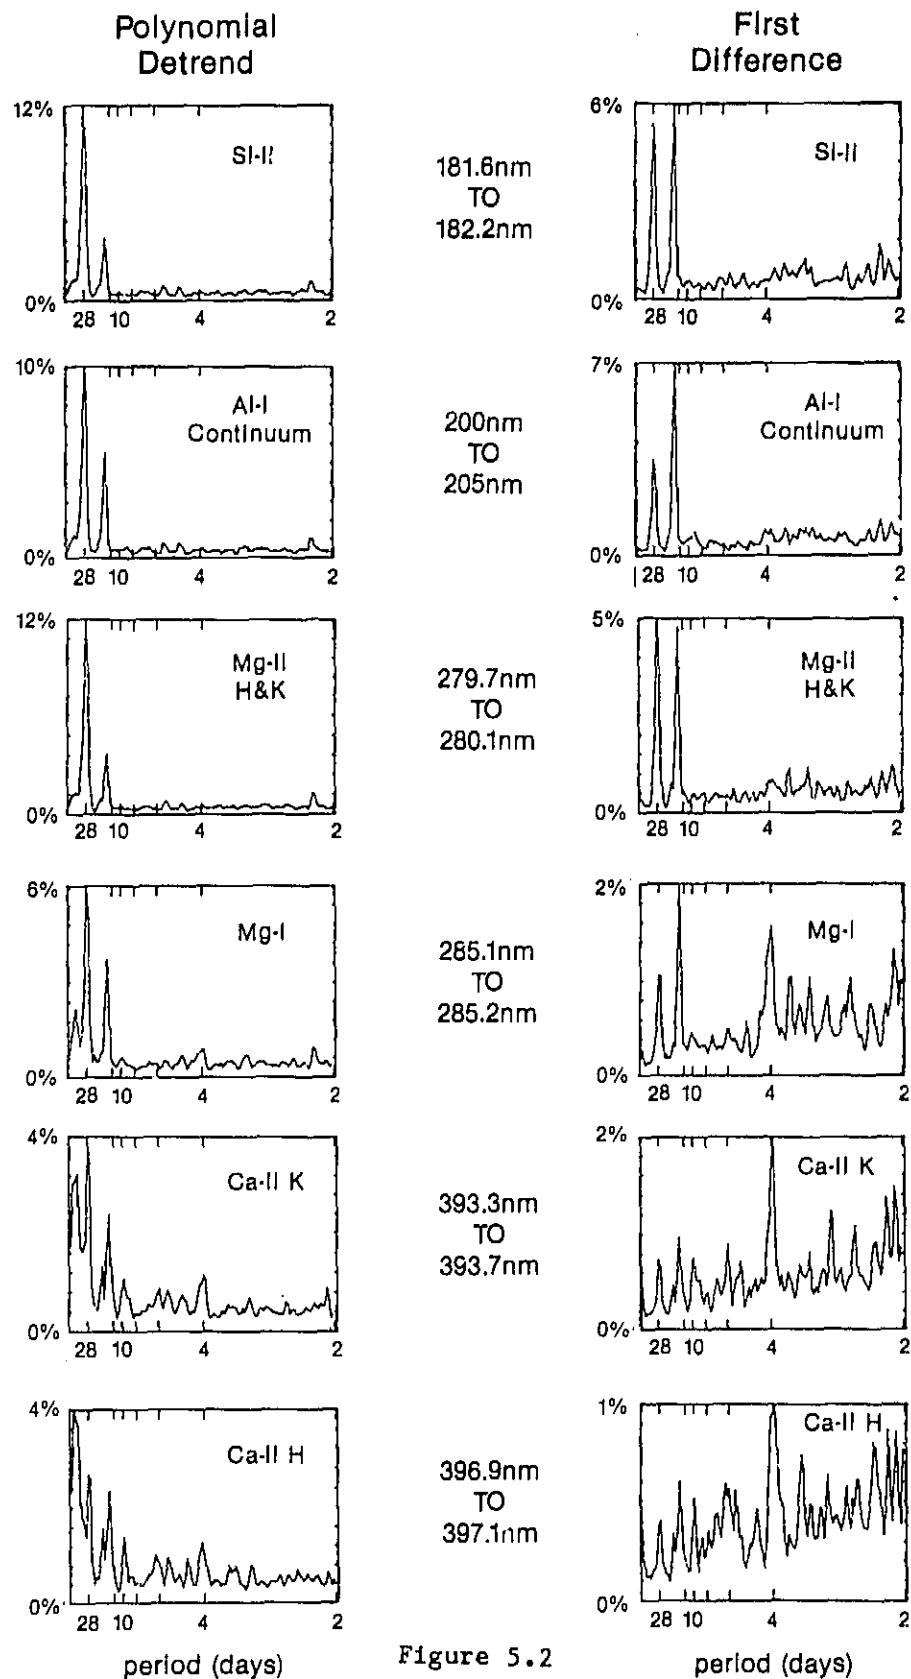 Polynomial
Detrend
First
Difference
12%
Si-II
0%
28 10 4 2
181.6nm
TO
182.2nm
6%
Si-II
0%
28 10 4 2
10%
Al-I
Continuum
0%
28 10 4 2
200nm
TO
205nm
7%
Al-I
Continuum
0%
28 10 4 2
12%
Mg-II
H&K
0%
28 10 4 2
279.7nm
TO
280.1nm
5%
Mg-II
H&K
0%
28 10 4 2
6%
Mg-I
0%
28 10 4 2
285.1nm
TO
285.2nm
2%
Mg-I
0%
28 10 4 2
4%
Ca-II K
0%
28 10 4 2
393.3nm
TO
393.7nm
2%
Ca-II K
0%
28 10 4 2
4%
Ca-II H
0%
28 10 4 2
period (days)
396.9nm
TO
397.1nm
1%
Ca-II H
0%
28 10 4 2
period (days)
Figure 5.2